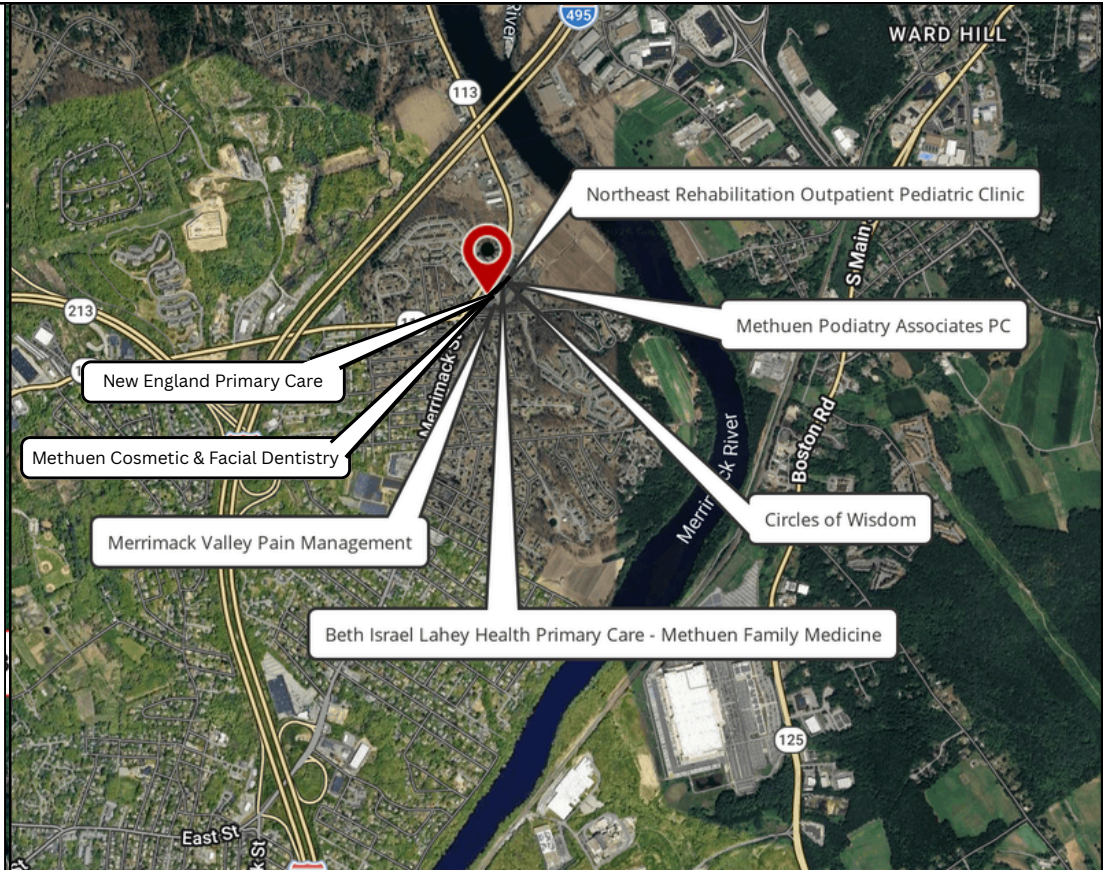 495
River
WARD HILL
113
Northeast Rehabilitation Outpatient Pediatric Clinic
S Main
213
Methuen Podiatry Associates PC
New England Primary Care
Merrimack St
Boston Rd
Methuen Cosmetic & Facial Dentistry
Merrimack River
Circles of Wisdom
Merrimack Valley Pain Management
Beth Israel Lahey Health Primary Care - Methuen Family Medicine
125
East St
k St
st